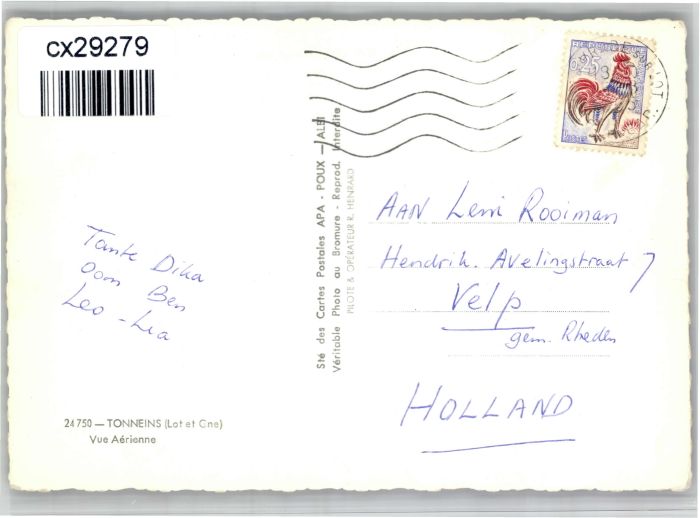 cx29279
REPUBLIQUE
0,25
Tante Dika
Oom Ben
Leo - Lia
24 750 — TONNEINS (Lot et Gne)
Vue Aérienne
Sté des Cartes Postales APA - POUX — ALBI
Véritable Photo au Bromure - Reprod. Interdite
PILOTE & OPÉRATEUR R. HENRARD
AAN Leni Rooiman
Hendrik. Avelingstraat 7
Velp
gem. Rheden
HOLLAND